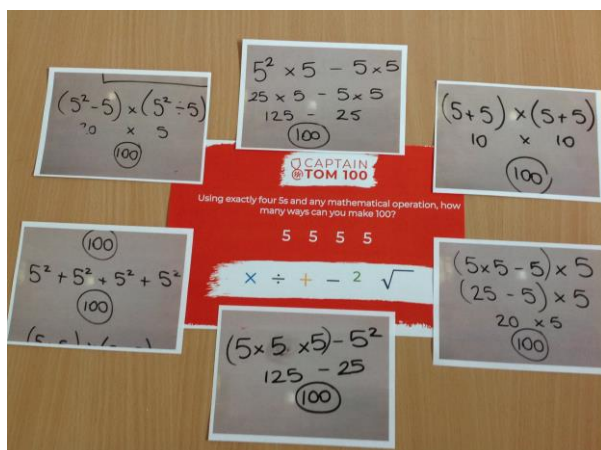 (5² - 5) × (5² ÷ 5)
20 × 5
100
5² × 5 - 5 × 5
25 × 5 - 5 × 5
125 - 25
100
(5 + 5) × (5 + 5)
10 × 10
100
CAPTAIN
TOM 100
Using exactly four 5s and any mathematical operation, how
many ways can you make 100?
5 5 5 5
× ÷ + - 2 √
100
5² + 5² + 5² + 5²
100
(5 × 5 × 5) - 5²
125 - 25
100
(5 × 5 - 5) × 5
(25 - 5) × 5
20 × 5
100